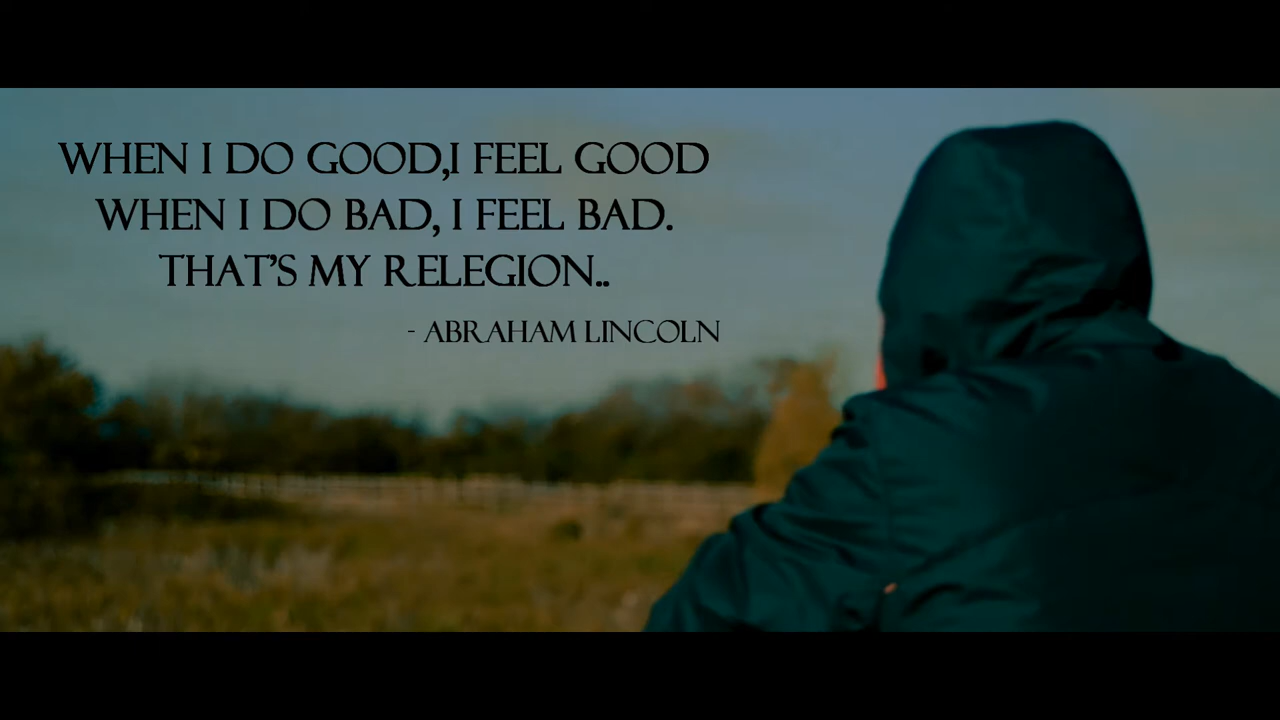 WHEN I DO GOOD,I FEEL GOOD
WHEN I DO BAD, I FEEL BAD.
THAT'S MY RELEGION..
- ABRAHAM LINCOLN